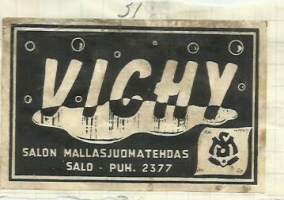 51
VICHY
SALON MALLASJUOMATEHDAS
SALO - PUH. 2377